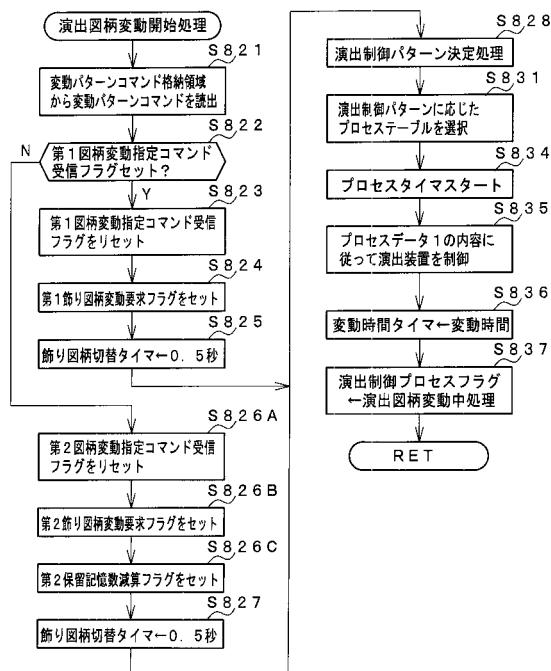 演出図柄変動開始処理
S821
変動パターンコマンド格納領域
から変動パターンコマンドを読出
S822
N
第1図柄変動指定コマンド
受信フラグセット?
Y
S823
第1図柄変動指定コマンド受信
フラグをリセット
S824
第1飾り図柄変動要求フラグをセット
S825
飾り図柄切替タイマ←0.5秒
S826A
第2図柄変動指定コマンド受信
フラグをリセット
S826B
第2飾り図柄変動要求フラグをセット
S826C
第2保留記憶数減算フラグをセット
S827
飾り図柄切替タイマ←0.5秒
S828
演出制御パターン決定処理
S831
演出制御パターンに応じた
プロセステーブルを選択
S834
プロセスタイマスタート
S835
プロセスデータ1の内容に
従って演出装置を制御
S836
変動時間タイマ←変動時間
S837
演出制御プロセスフラグ
←演出図柄変動中処理
RET